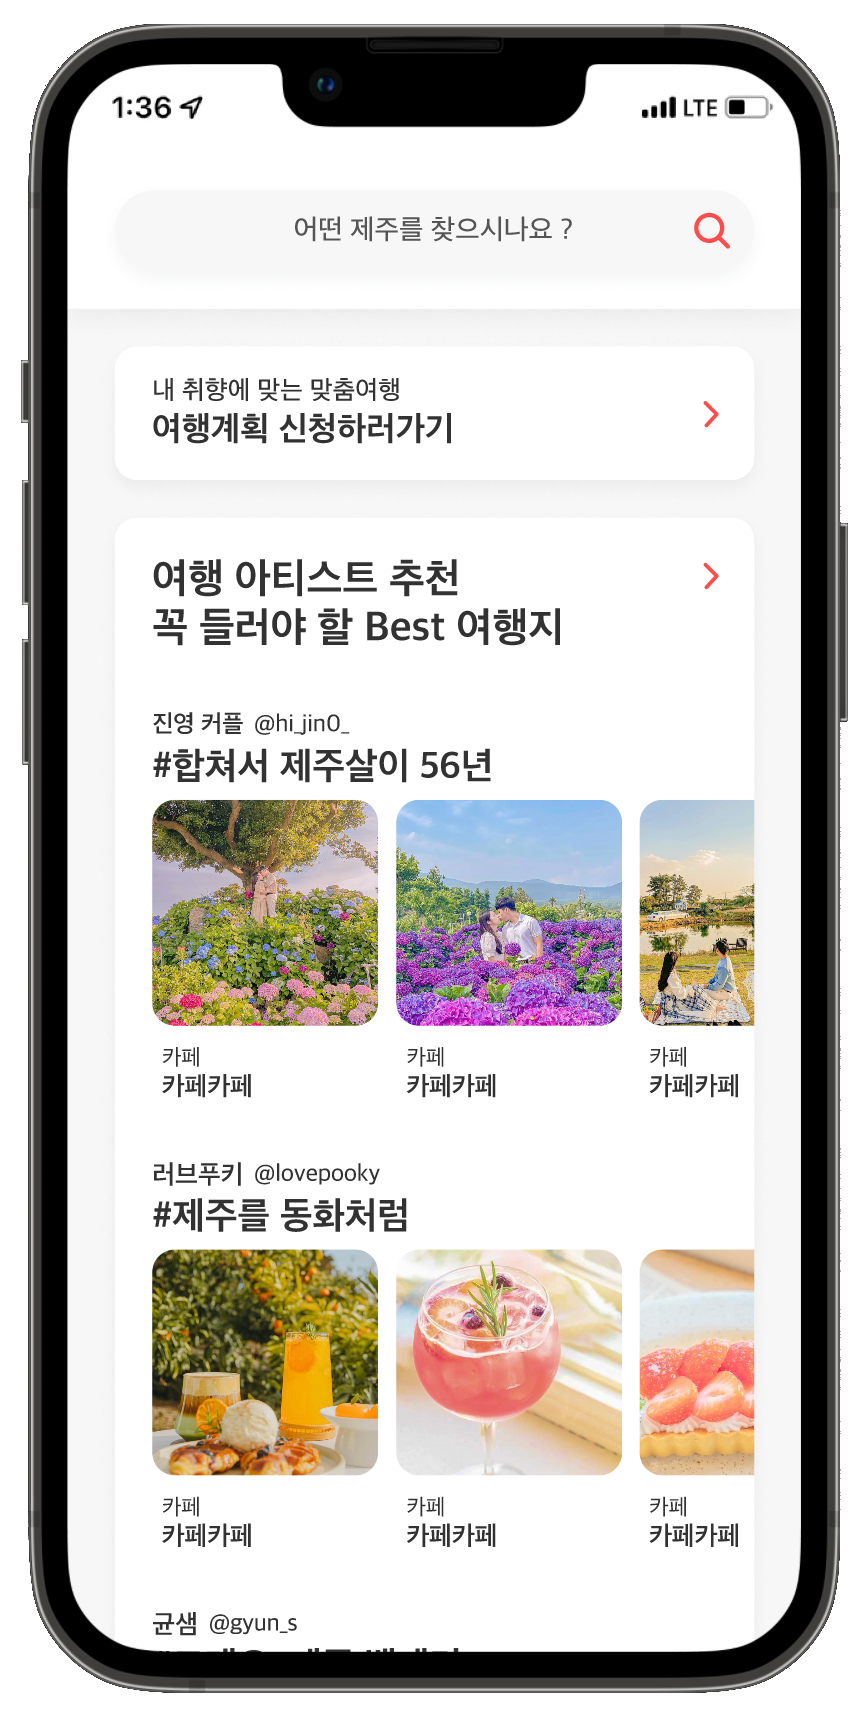 1:36
LTE
어떤 제주를 찾으시나요 ?
내 취향에 맞는 맞춤여행
여행계획 신청하러가기
여행 아티스트 추천
꼭 들러야 할 Best 여행지
진영 커플 @hi_jin0_
#합쳐서 제주살이 56년
카페 카페 카페
카페카페 카페카페 카페카페
러브푸키 @lovepooky
#제주를 동화처럼
카페 카페 카페
카페카페 카페카페 카페카페
균샘 @gyun_s